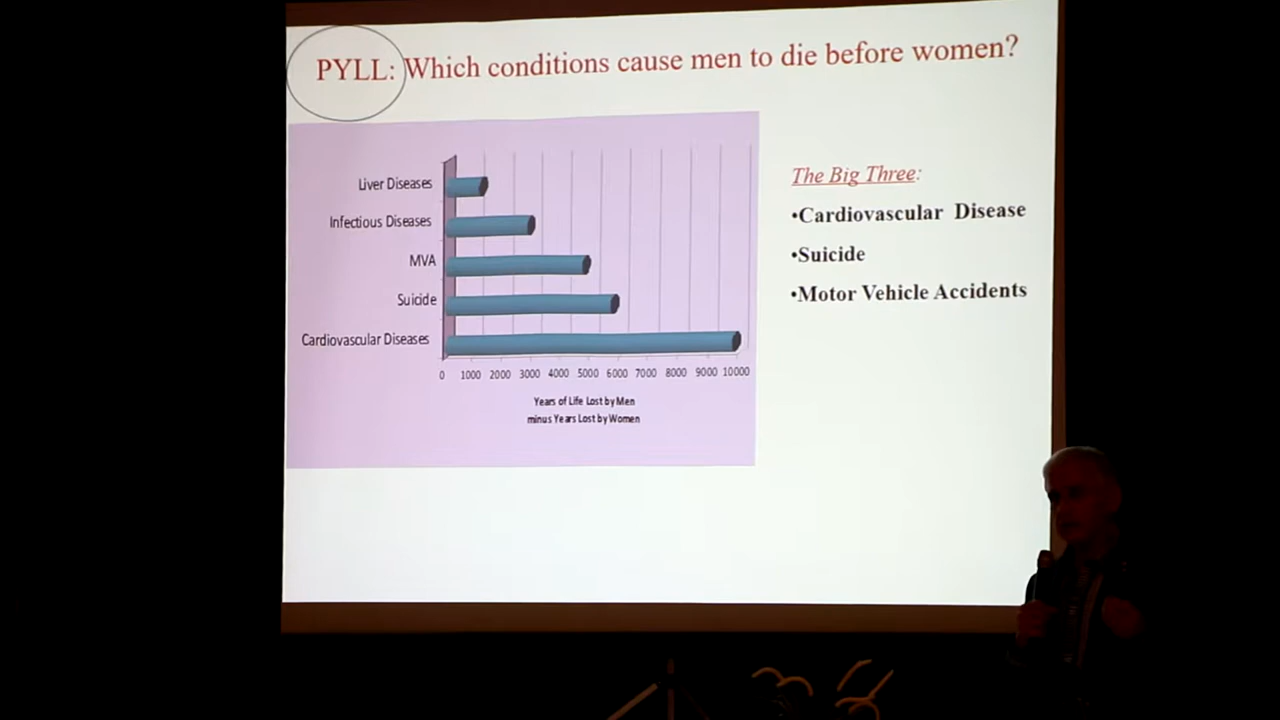 PYLL: Which conditions cause men to die before women?
Liver Diseases
Infectious Diseases
MVA
Suicide
Cardiovascular Diseases
0 1000 2000 3000 4000 5000 6000 7000 8000 9000 10000
Years of Life Lost by Men
minus Years Lost by Women
The Big Three:
•Cardiovascular Disease
•Suicide
•Motor Vehicle Accidents